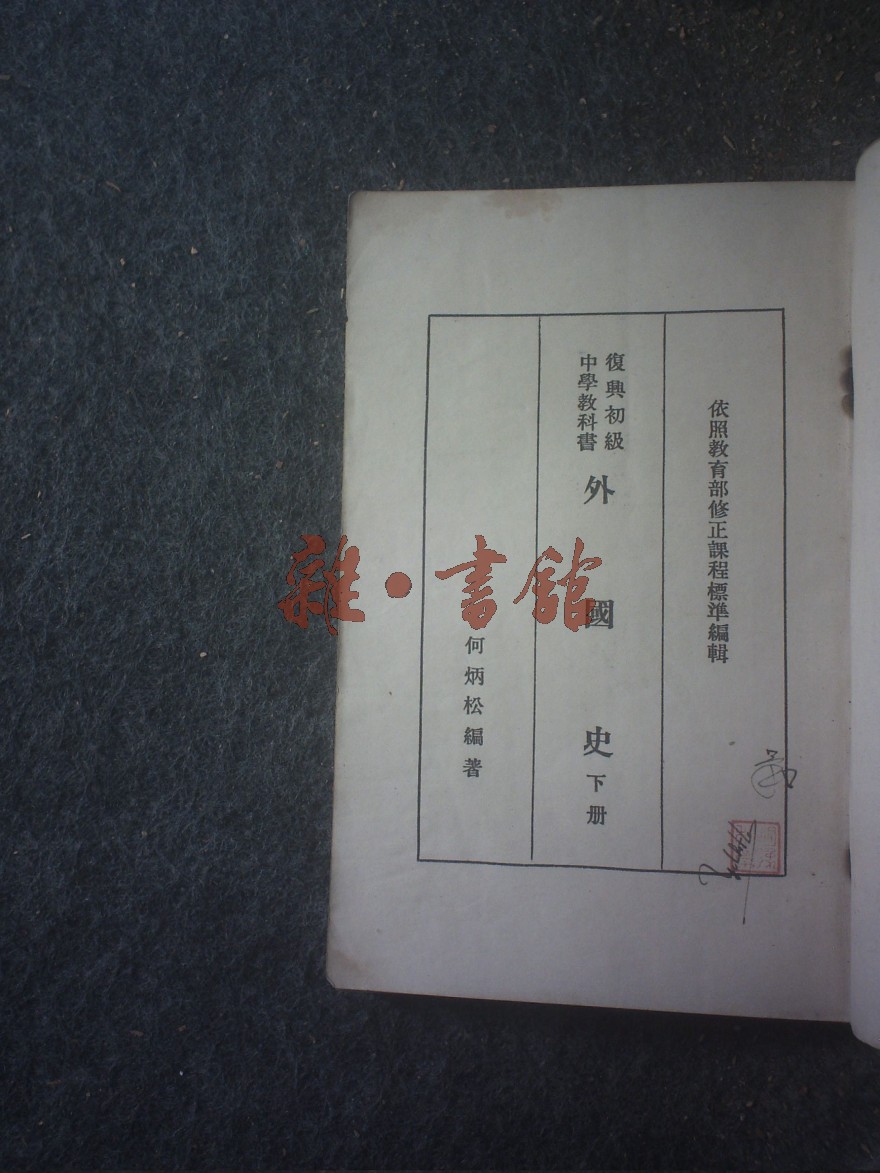 依照教育部修正課程標準編輯
復興初級
中學教科書
外國史下册
何炳松編著
雜·書館